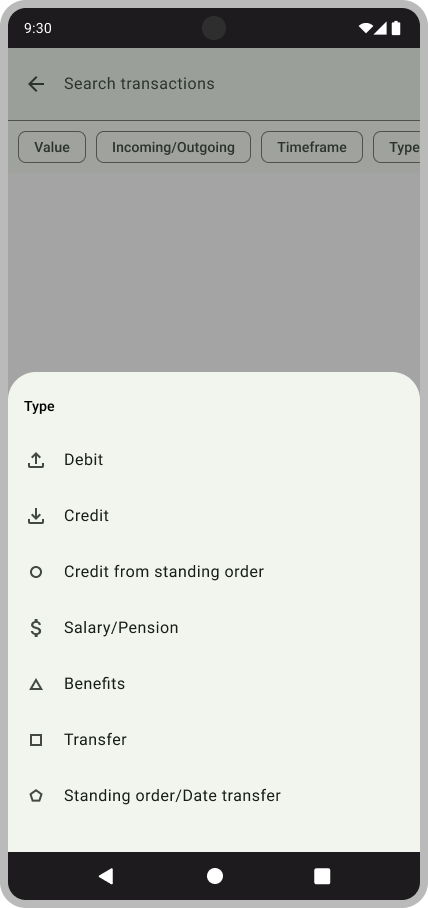 9:30
Search transactions
Value
Incoming/Outgoing
Timeframe
Type
Type
Debit
Credit
Credit from standing order
Salary/Pension
Benefits
Transfer
Standing order/Date transfer